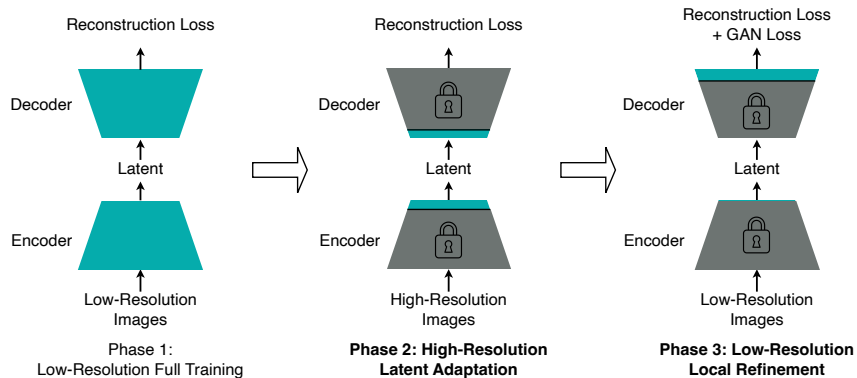 Reconstruction Loss
Decoder
Latent
Encoder
Low-Resolution
Images
Phase 1:
Low-Resolution Full Training
Reconstruction Loss
Decoder
Latent
Encoder
High-Resolution
Images
Phase 2: High-Resolution
Latent Adaptation
Reconstruction Loss
+ GAN Loss
Decoder
Latent
Encoder
Low-Resolution
Images
Phase 3: Low-Resolution
Local Refinement